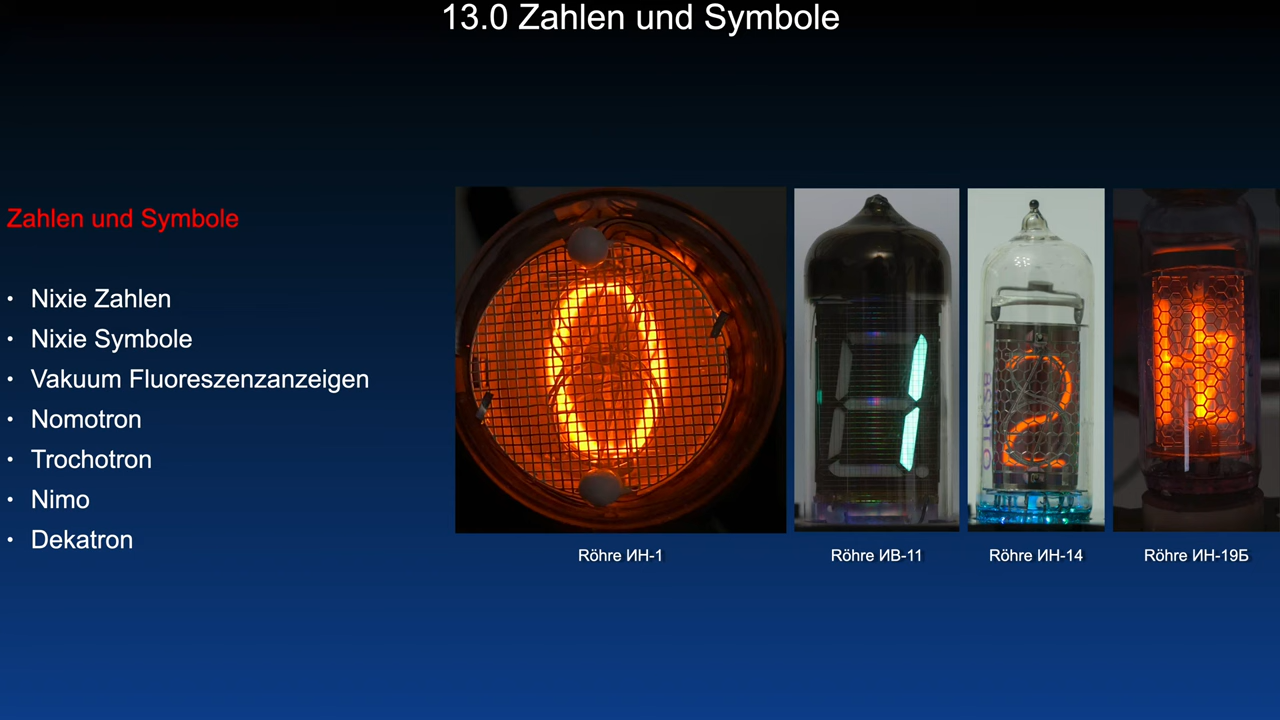 13.0 Zahlen und Symbole
Zahlen und Symbole
• Nixie Zahlen
• Nixie Symbole
• Vakuum Fluoreszenzanzeigen
• Nomotron
• Trochotron
• Nimo
• Dekatron
Röhre ИН-1
Röhre ИВ-11
Röhre ИН-14
Röhre ИН-19Б